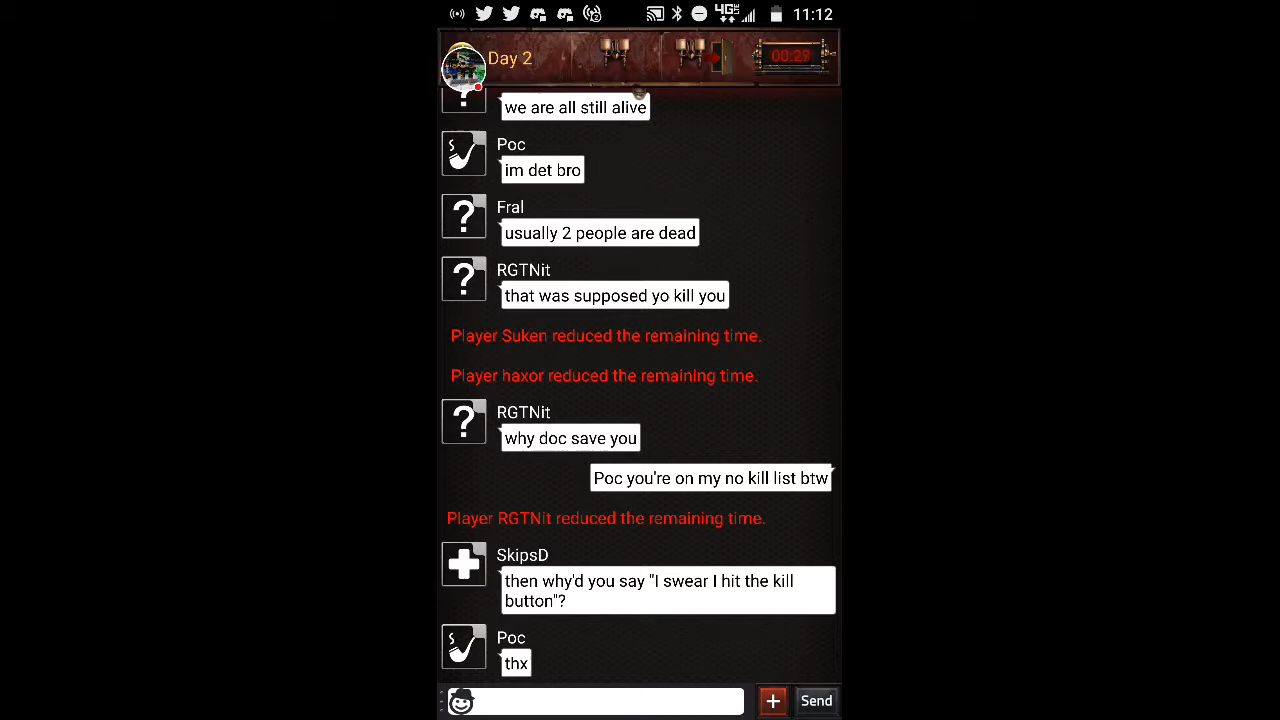 4G 11:12
Day 2 00:29
we are all still alive
Poc
im det bro
Fral
usually 2 people are dead
RGTNit
that was supposed yo kill you
Player Suken reduced the remaining time.
Player haxor reduced the remaining time.
RGTNit
why doc save you
Poc you're on my no kill list btw
Player RGTNit reduced the remaining time.
SkipsD
then why'd you say "I swear I hit the kill
button"?
Poc
thx
Send